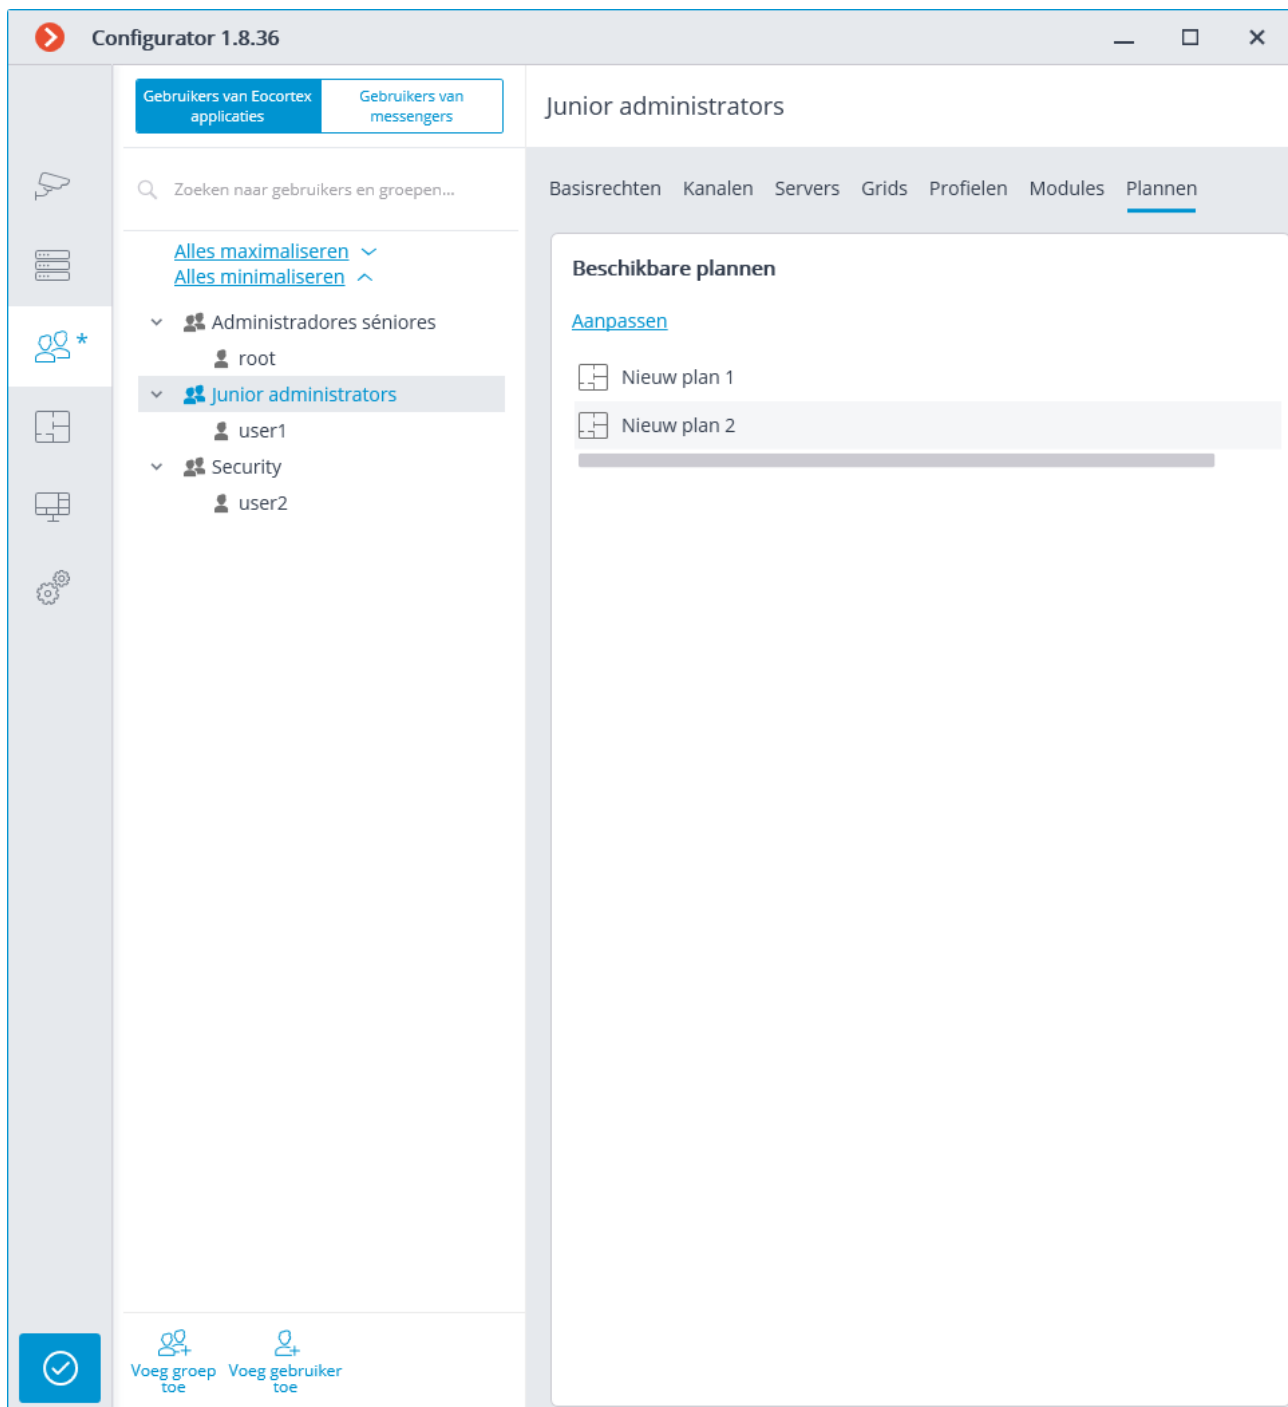 Configurator 1.8.36
Gebruikers van Eocortex
applicaties
Gebruikers van
messengers
Junior administrators
Zoeken naar gebruikers en groepen...
Basisrechten Kanalen Servers Grids Profielen Modules Plannen
Alles maximaliseren
Alles minimaliseren
Administradores séniores
root
Junior administrators
user1
Security
user2
Beschikbare plannen
Aanpassen
Nieuw plan 1
Nieuw plan 2
*
Voeg groep
toe
Voeg gebruiker
toe